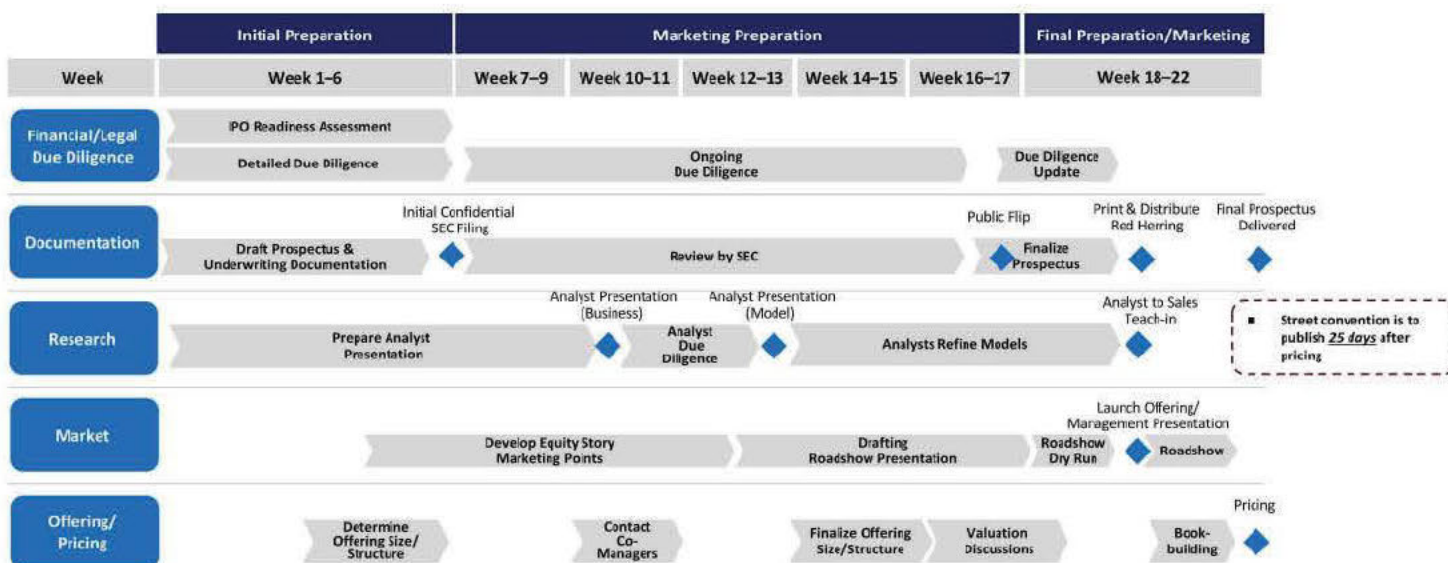 Initial Preparation
Marketing Preparation
Final Preparation/Marketing
Week
Week 1–6
Week 7–9
Week 10–11
Week 12–13
Week 14–15
Week 16–17
Week 18–22
Financial/Legal
Due Diligence
IPO Readiness Assessment
Detailed Due Diligence
Ongoing
Due Diligence
Due Diligence
Update
Documentation
Draft Prospectus &
Underwriting Documentation
Initial Confidential
SEC Filing
Review by SEC
Public Flip
Finalize
Prospectus
Print & Distribute
Red Herring
Final Prospectus
Delivered
Research
Prepare Analyst
Presentation
Analyst Presentation
(Business)
Analyst
Due
Diligence
Analyst Presentation
(Model)
Analysts Refine Models
Analyst to Sales
Teach-in
▪ Street convention is to
publish 25 days after
pricing
Market
Develop Equity Story
Marketing Points
Drafting
Roadshow Presentation
Roadshow
Dry Run
Launch Offering/
Management Presentation
Roadshow
Offering/
Pricing
Determine
Offering Size/
Structure
Contact
Co-
Managers
Finalize Offering
Size/Structure
Valuation
Discussions
Book-
building
Pricing